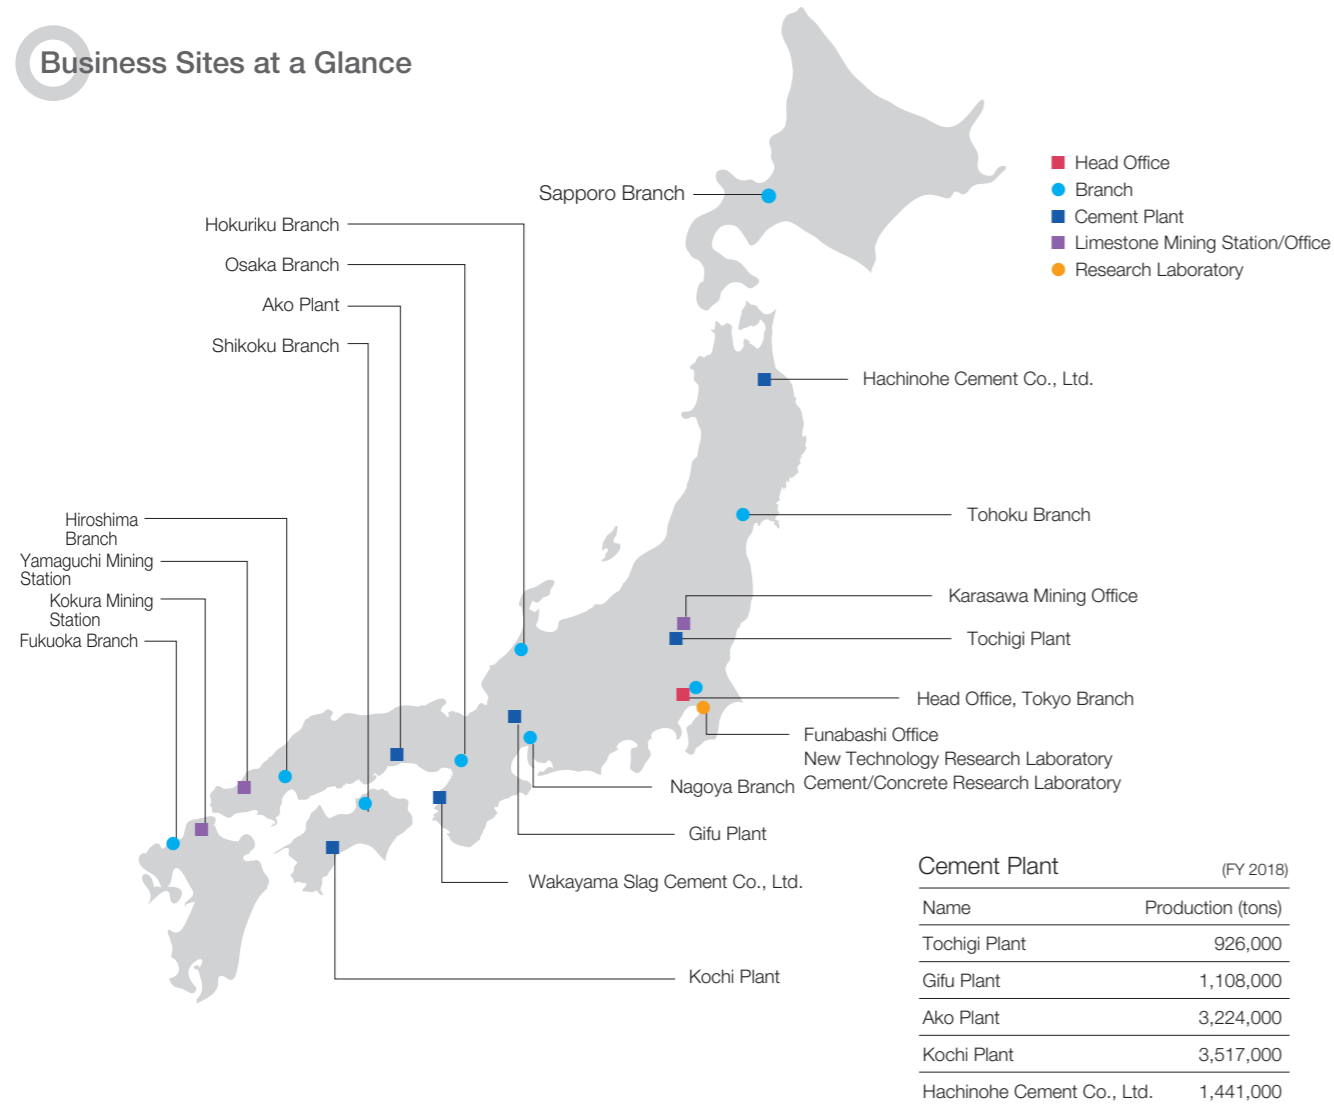 Business Sites at a Glance
Head Office
Branch
Cement Plant
Limestone Mining Station/Office
Research Laboratory
Sapporo Branch
Hokuriku Branch
Osaka Branch
Ako Plant
Shikoku Branch
Hachinohe Cement Co., Ltd.
Hiroshima
Branch
Yamaguchi Mining
Station
Kokura Mining
Station
Fukuoka Branch
Tohoku Branch
Karasawa Mining Office
Tochigi Plant
Head Office, Tokyo Branch
Funabashi Office
New Technology Research Laboratory
Cement/Concrete Research Laboratory
Nagoya Branch
Gifu Plant
Wakayama Slag Cement Co., Ltd.
Kochi Plant
Cement Plant (FY 2018)
Name Production (tons)
Tochigi Plant 926,000
Gifu Plant 1,108,000
Ako Plant 3,224,000
Kochi Plant 3,517,000
Hachinohe Cement Co., Ltd. 1,441,000